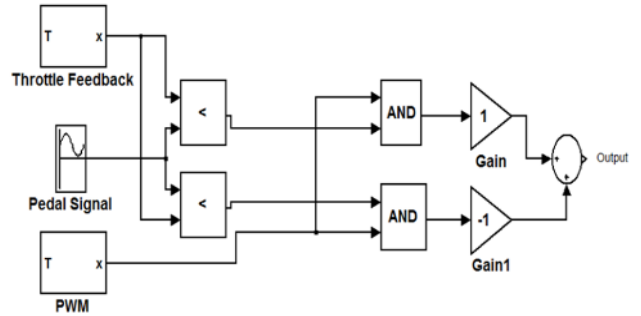 T x
Throttle Feedback
<
AND
1
Gain
Output
+
+
Pedal Signal
<
AND
-1
Gain1
T x
PWM